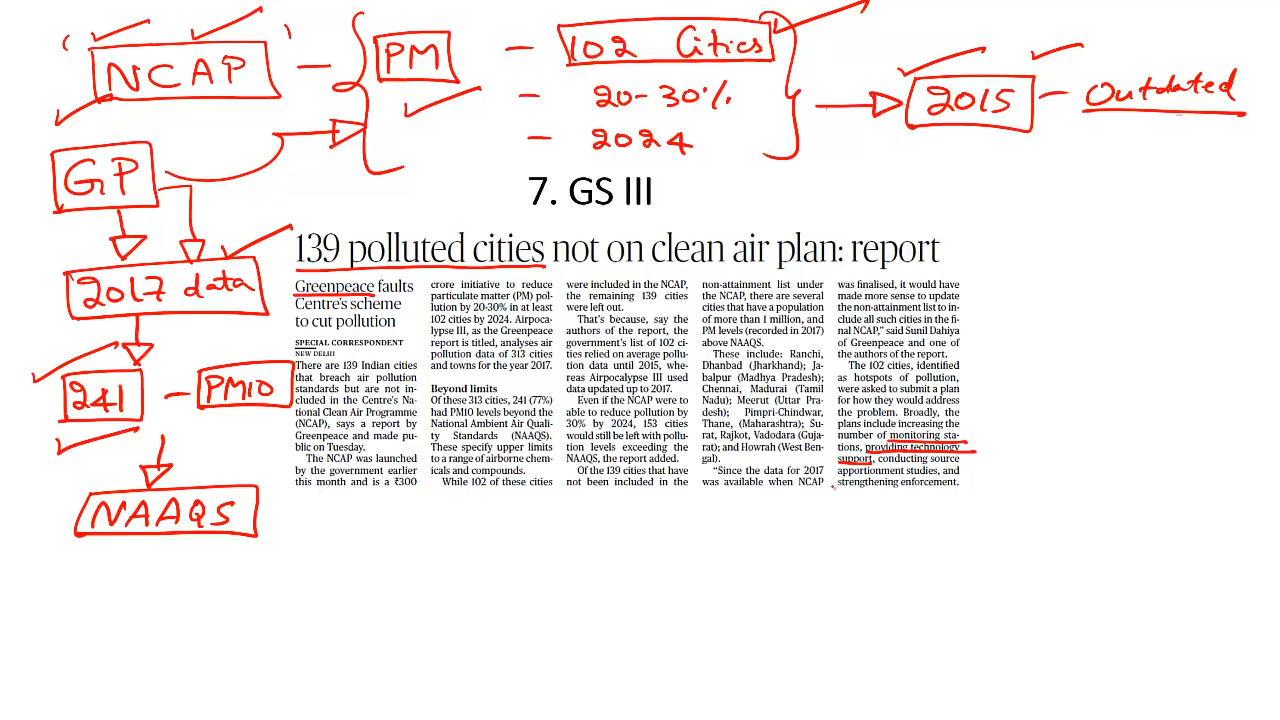 NCAP - PM - 102 Cities
- 20-30%
- 2024
2015 - Outdated
GP
2017 data
241 - PM10
NAAQS
7. GS III
139 polluted cities not on clean air plan: report
Greenpeace faults
Centre's scheme
to cut pollution
SPECIAL CORRESPONDENT
NEW DELHI
There are 139 Indian cities
that breach air pollution
standards but are not in-
cluded in the Centre's Na-
tional Clean Air Programme
(NCAP), says a report by
Greenpeace and made pu-
blic on Tuesday.
The NCAP was launched
by the government earlier
this month and is a ₹300
crore initiative to reduce
particulate matter (PM) pol-
lution by 20-30% in at least
102 cities by 2024. Airpoca-
lypse III, as the Greenpeace
report is titled, analyses air
pollution data of 313 cities
and towns for the year 2017.
Beyond limits
Of these 313 cities, 241 (77%)
had PM10 levels beyond the
National Ambient Air Quali-
ty Standards (NAAQS).
These specify upper limits
to a range of airborne chem-
icals and compounds.
While 102 of these cities
were included in the NCAP,
the remaining 139 cities
were left out.
That's because, say the
authors of the report, the
government's list of 102 ci-
ties relied on average pollu-
tion data until 2015, whe-
reas Airpocalypse III used
data updated up to 2017.
Even if the NCAP were to
able to reduce pollution by
30% by 2024, 153 cities
would still be left with pollu-
tion levels exceeding the
NAAQS, the report added.
Of the 139 cities that have
not been included in the
non-attainment list under
the NCAP, there are several
cities that have a population
of more than 1 million, and
PM levels (recorded in 2017)
above NAAQS.
These include: Ranchi,
Dhanbad (Jharkhand); Ja-
balpur (Madhya Pradesh);
Chennai, Madurai (Tamil
Nadu); Meerut (Uttar Pra-
desh); Pimpri-Chindwar,
Thane, (Maharashtra); Su-
rat, Rajkot, Vadodara (Guja-
rat); and Howrah (West Ben-
gal).
"Since the data for 2017
was available when NCAP
was finalised, it would have
made more sense to update
the non-attainment list to in-
clude all such cities in the fi-
nal NCAP," said Sunil Dahiya
of Greenpeace and one of
the authors of the report.
The 102 cities, identified
as hotspots of pollution,
were asked to submit a plan
for how they would address
the problem. Broadly, the
plans include increasing the
number of monitoring sta-
tions, providing technology
support, conducting source
apportionment studies, and
strengthening enforcement.